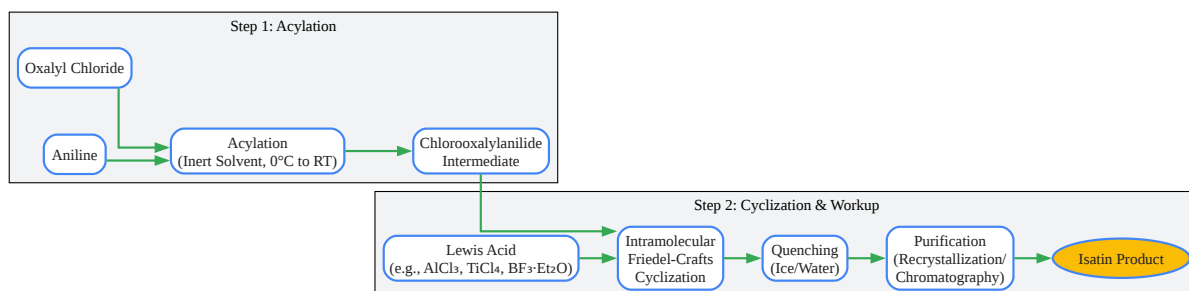 Step 1: Acylation
Oxalyl Chloride
Aniline
Acylation
(Inert Solvent, 0°C to RT)
Chlorooxalylanilide
Intermediate
Step 2: Cyclization & Workup
Lewis Acid
(e.g., AlCl₃, TiCl₄, BF₃·Et₂O)
Intramolecular
Friedel-Crafts
Cyclization
Quenching
(Ice/Water)
Purification
(Recrystallization/
Chromatography)
Isatin Product